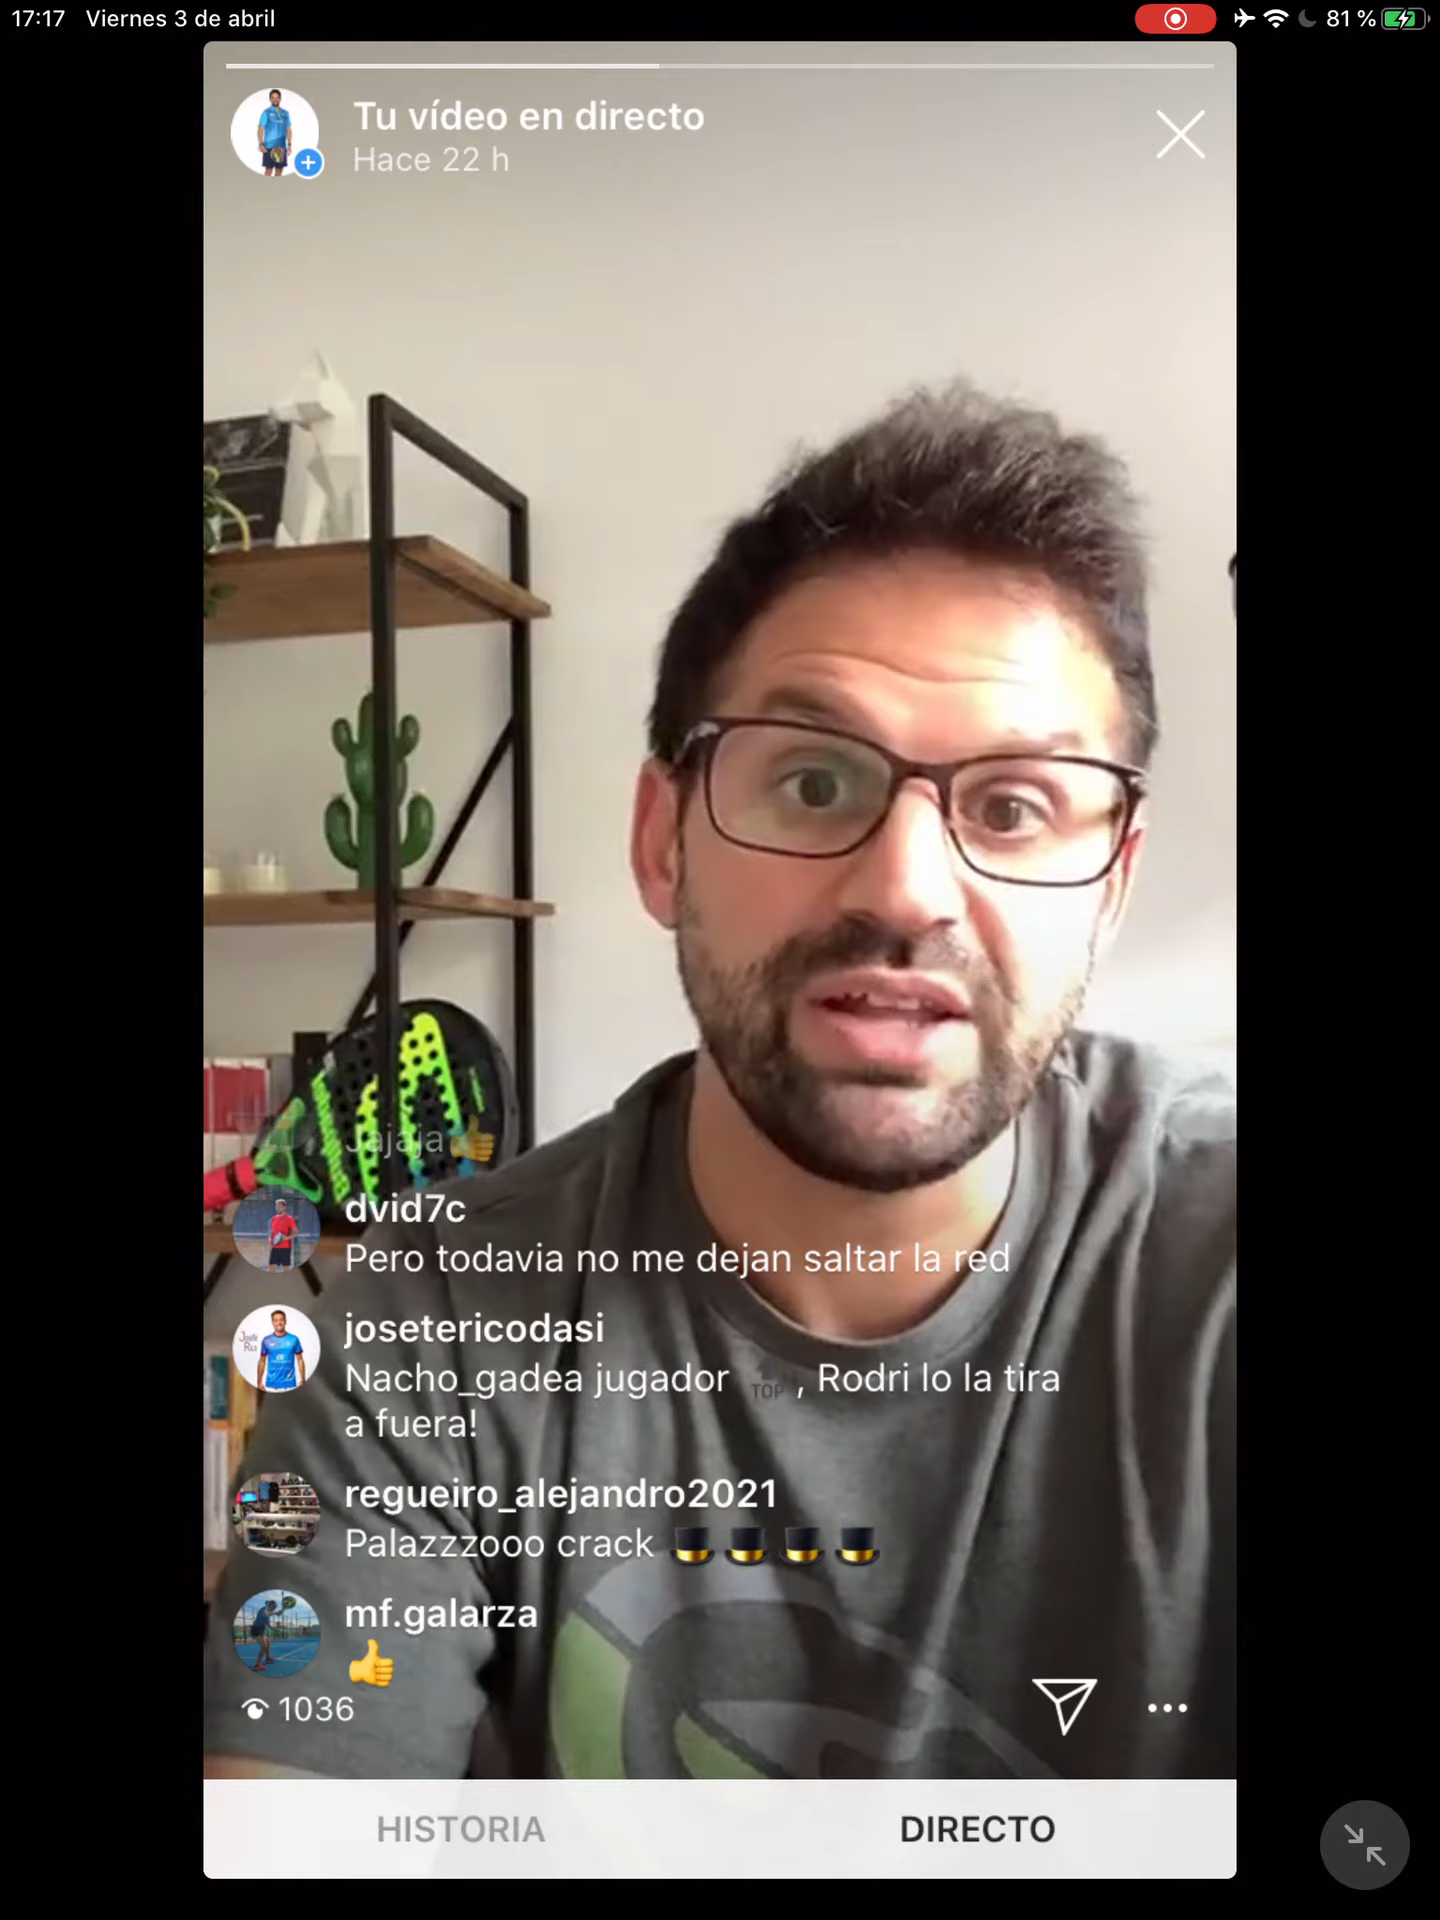 17:17 Viernes 3 de abril
81 %
Tu vídeo en directo
Hace 22 h
Jajaja👍
dvid7c
Pero todavia no me dejan saltar la red
josetericodasi
Nacho_gadea jugador 🔝, Rodri lo la tira
a fuera!
regueiro_alejandro2021
Palazzzooo crack 🎩🎩🎩🎩
mf.galarza
👍
1036
HISTORIA
DIRECTO